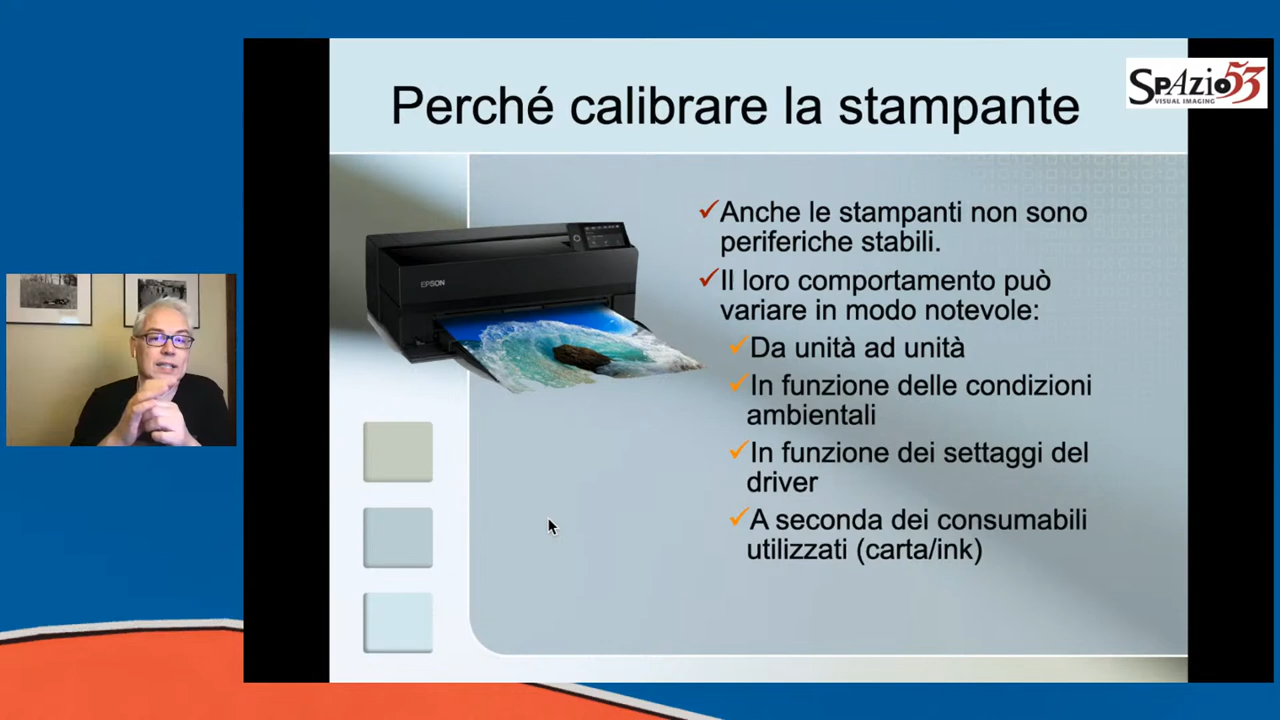 Perché calibrare la stampante
SPAZIO53
VISUAL IMAGING
EPSON
✓Anche le stampanti non sono
periferiche stabili.
✓Il loro comportamento può
variare in modo notevole:
✓Da unità ad unità
✓In funzione delle condizioni
ambientali
✓In funzione dei settaggi del
driver
✓A seconda dei consumabili
utilizzati (carta/ink)